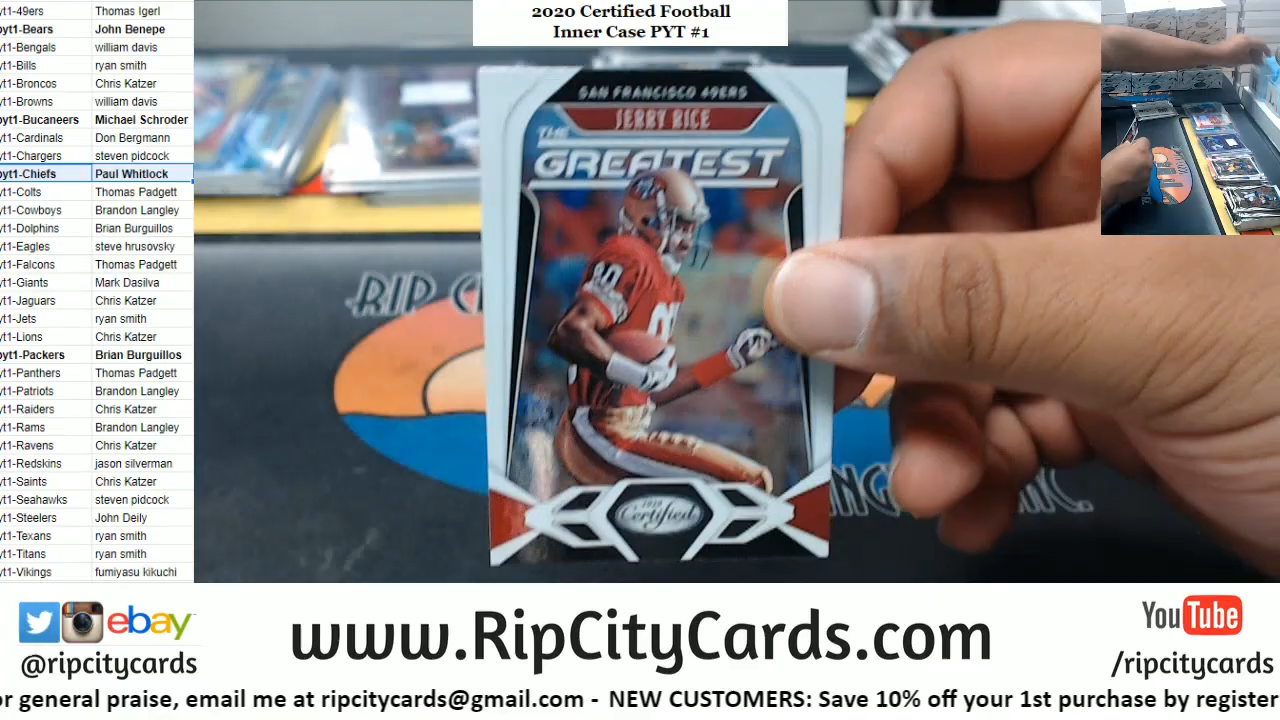 2020 Certified Football
Inner Case PYT #1
yt1-49ers Thomas Igerl
pyt1-Bears John Benepe
yt1-Bengals william davis
yt1-Bills ryan smith
yt1-Broncos Chris Katzer
yt1-Browns william davis
pyt1-Bucaneers Michael Schroder
yt1-Cardinals Don Bergmann
yt1-Chargers steven pidcock
pyt1-Chiefs Paul Whitlock
yt1-Colts Thomas Padgett
yt1-Cowboys Brandon Langley
yt1-Dolphins Brian Burguillos
yt1-Eagles steve hrusovsky
yt1-Falcons Thomas Padgett
yt1-Giants Mark Dasilva
yt1-Jaguars Chris Katzer
yt1-Jets ryan smith
yt1-Lions Chris Katzer
pyt1-Packers Brian Burguillos
yt1-Panthers Thomas Padgett
yt1-Patriots Brandon Langley
yt1-Raiders Chris Katzer
yt1-Rams Brandon Langley
yt1-Ravens Chris Katzer
yt1-Redskins jason silverman
yt1-Saints Chris Katzer
yt1-Seahawks steven pidcock
yt1-Steelers John Deily
yt1-Texans ryan smith
yt1-Titans ryan smith
yt1-Vikings fumiyasu kikuchi
SAN FRANCISCO 49ERS
JERRY RICE
THE
GREATEST
80
2020
Certified
RIP C
ebay
@ripcitycards
www.RipCityCards.com
YouTube
/ripcitycards
or general praise, email me at ripcitycards@gmail.com - NEW CUSTOMERS: Save 10% off your 1st purchase by register